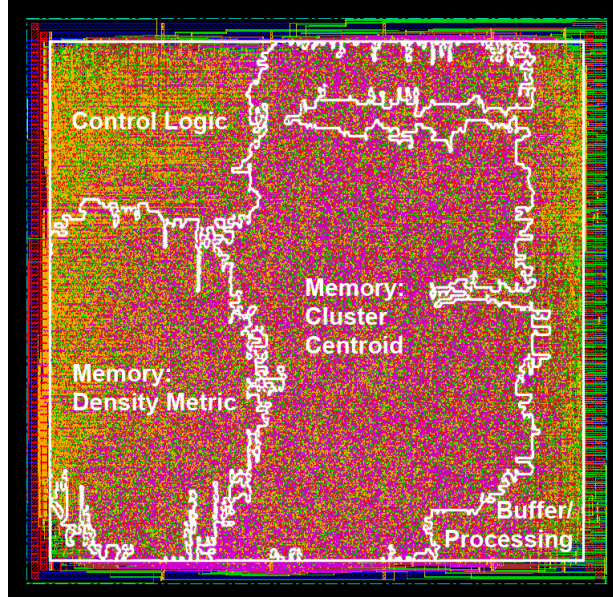 Control Logic
Memory:
Cluster
Centroid
Memory:
Density Metric
Buffer/
Processing